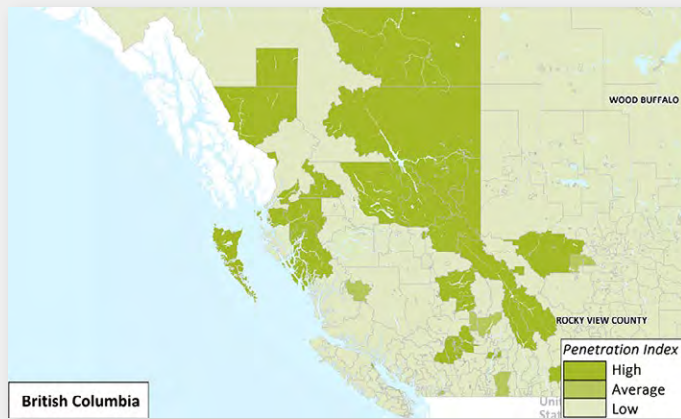 WOOD BUFFALO
ROCKY VIEW COUNTY
Penetration Index
High
Average
Low
British Columbia